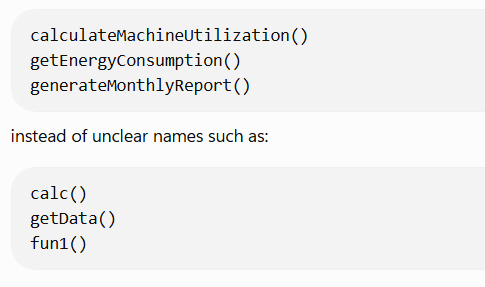 calculateMachineUtilization()
getEnergyConsumption()
generateMonthlyReport()
instead of unclear names such as:
calc()
getData()
fun1()